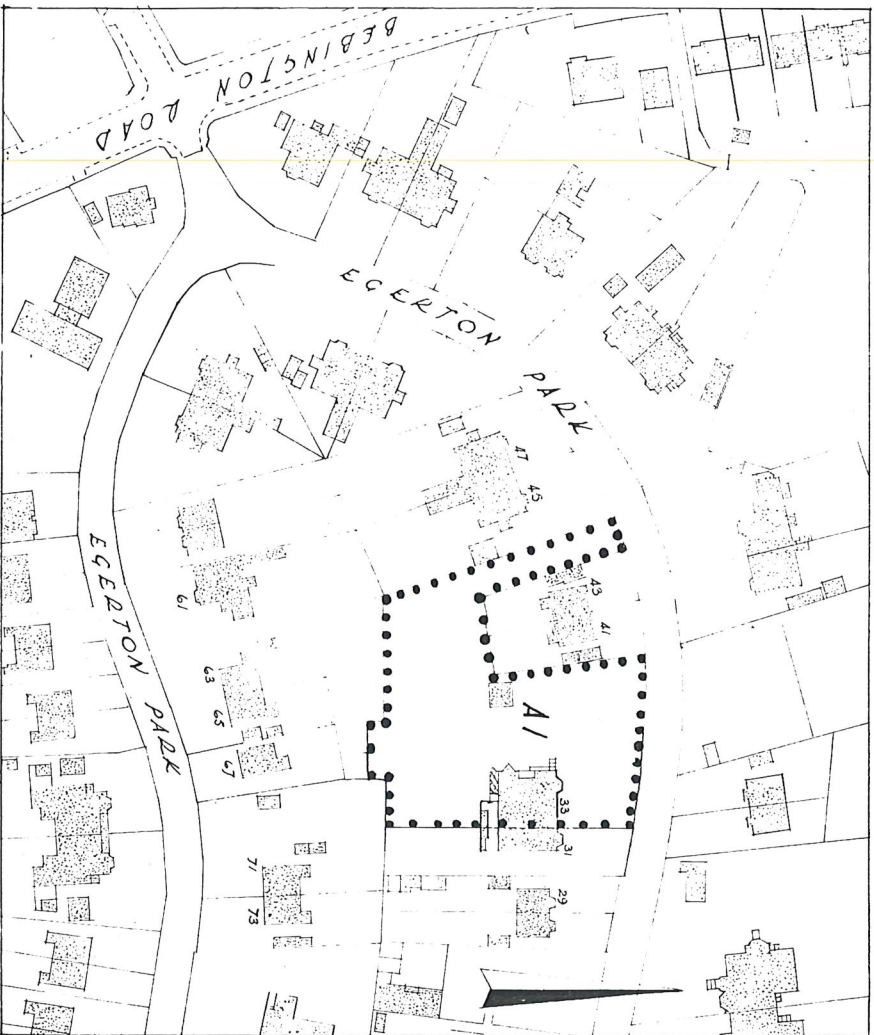 BEBINGTON
ROAD
EGERTON
PARK
47
45
43
41
A1
33
31
29
61
63
65
67
71
73
EGERTON PARK